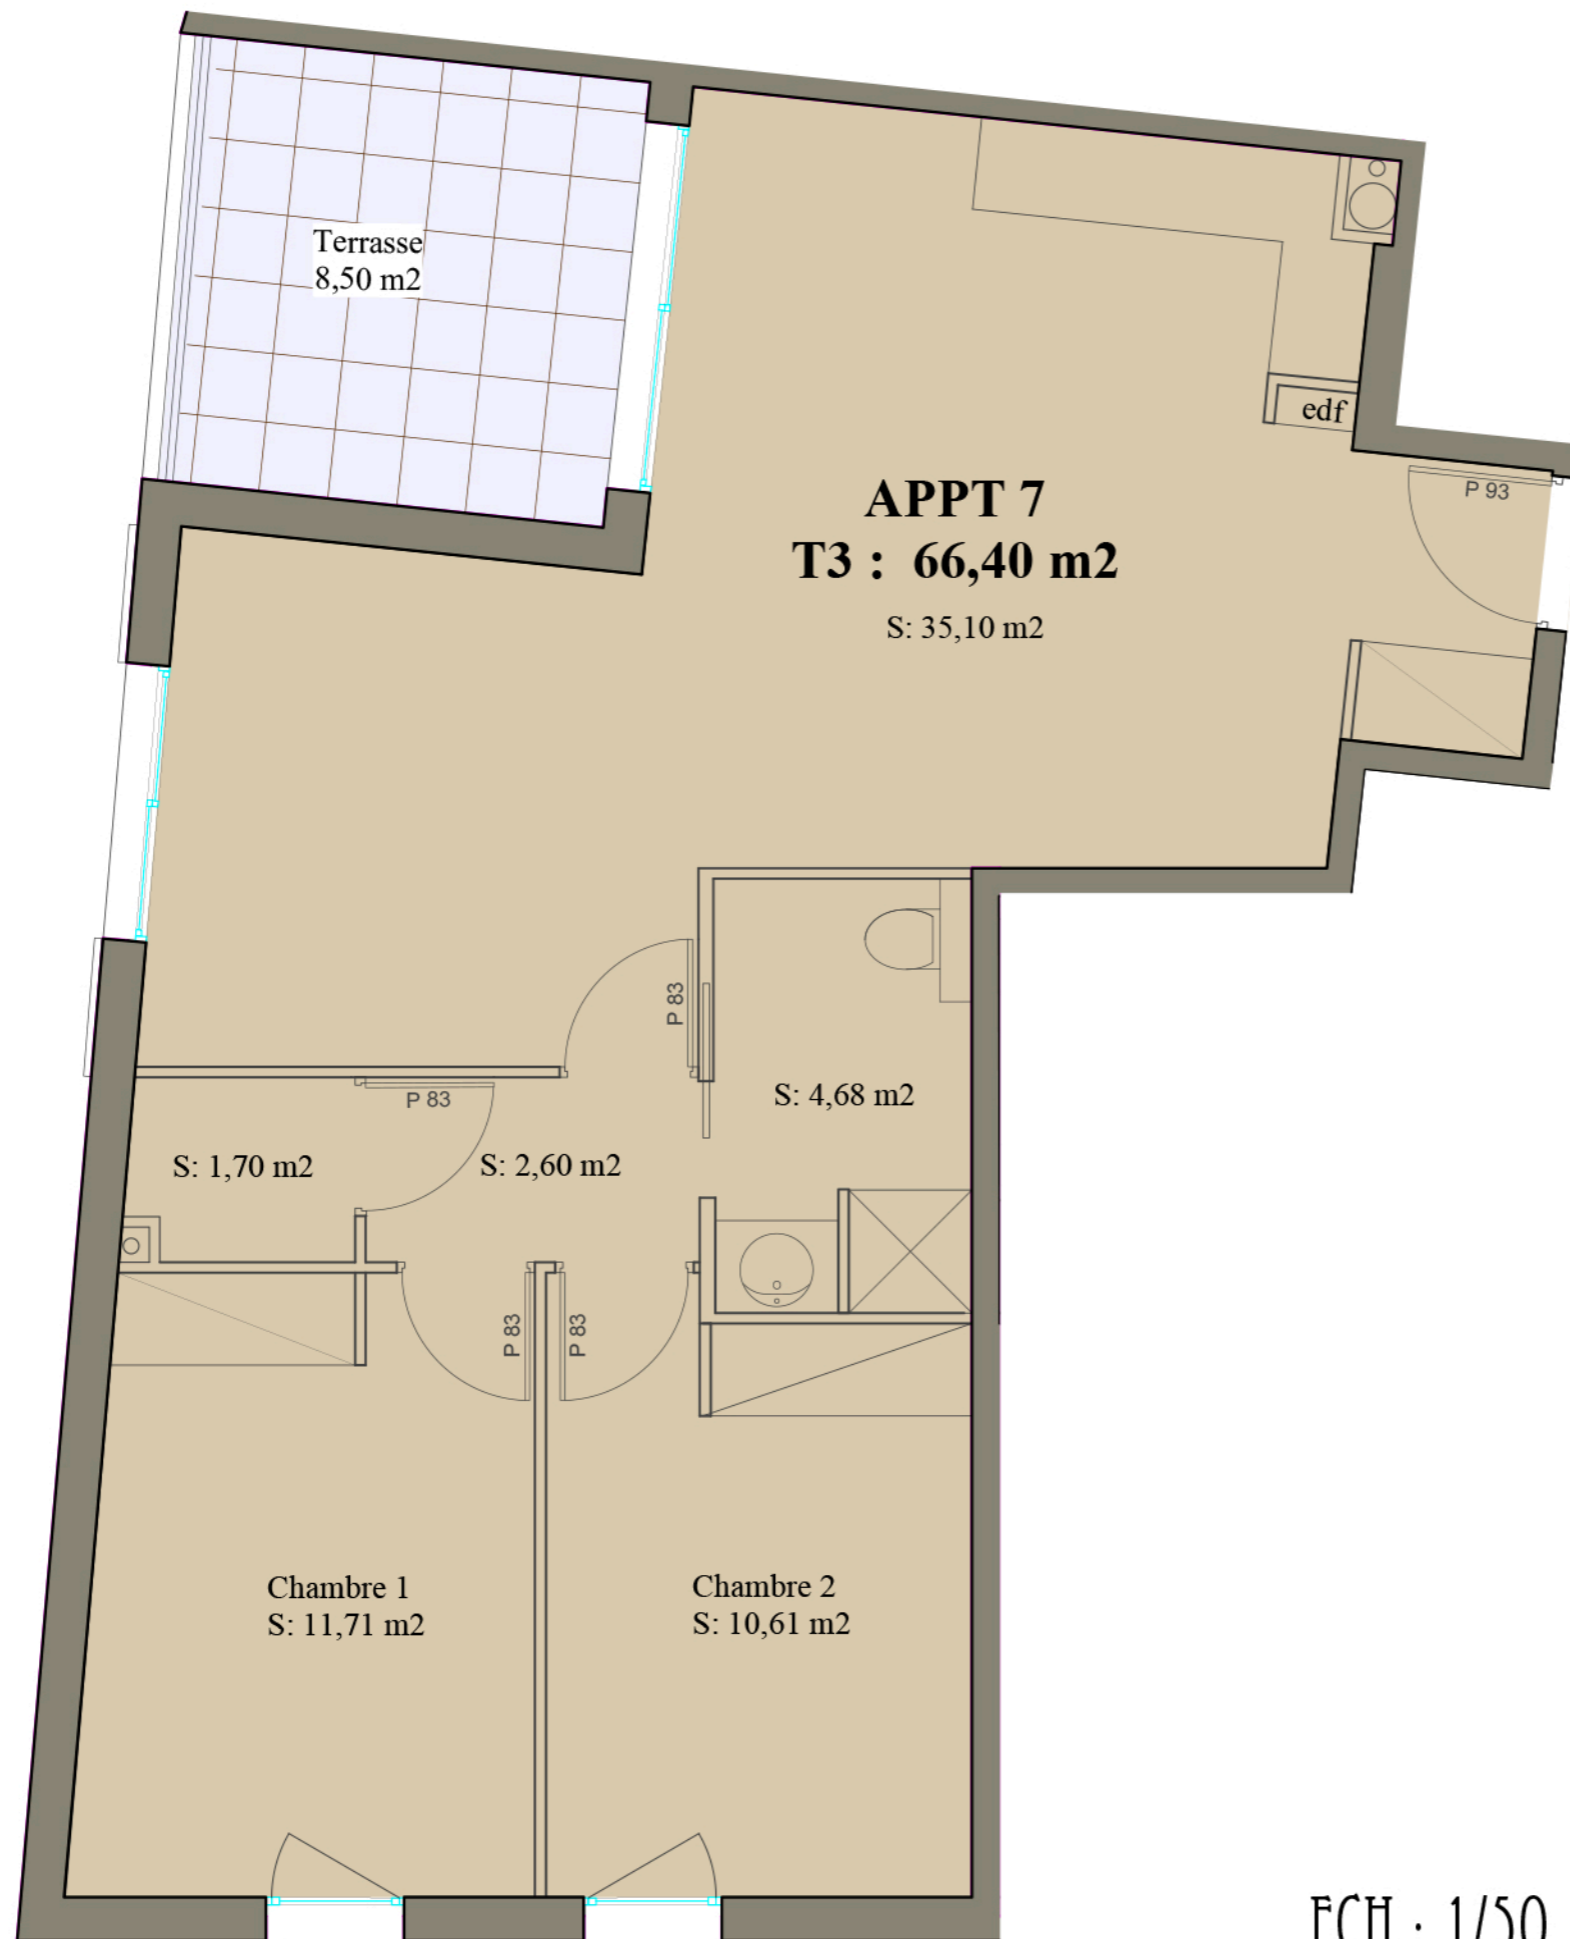 Terrasse
8,50 m2
edf
P 93
APPT 7
T3 : 66,40 m2
S: 35,10 m2
P 83
P 83
S: 4,68 m2
S: 1,70 m2
S: 2,60 m2
P 83
P 83
Chambre 1
S: 11,71 m2
Chambre 2
S: 10,61 m2
ECH : 1/50